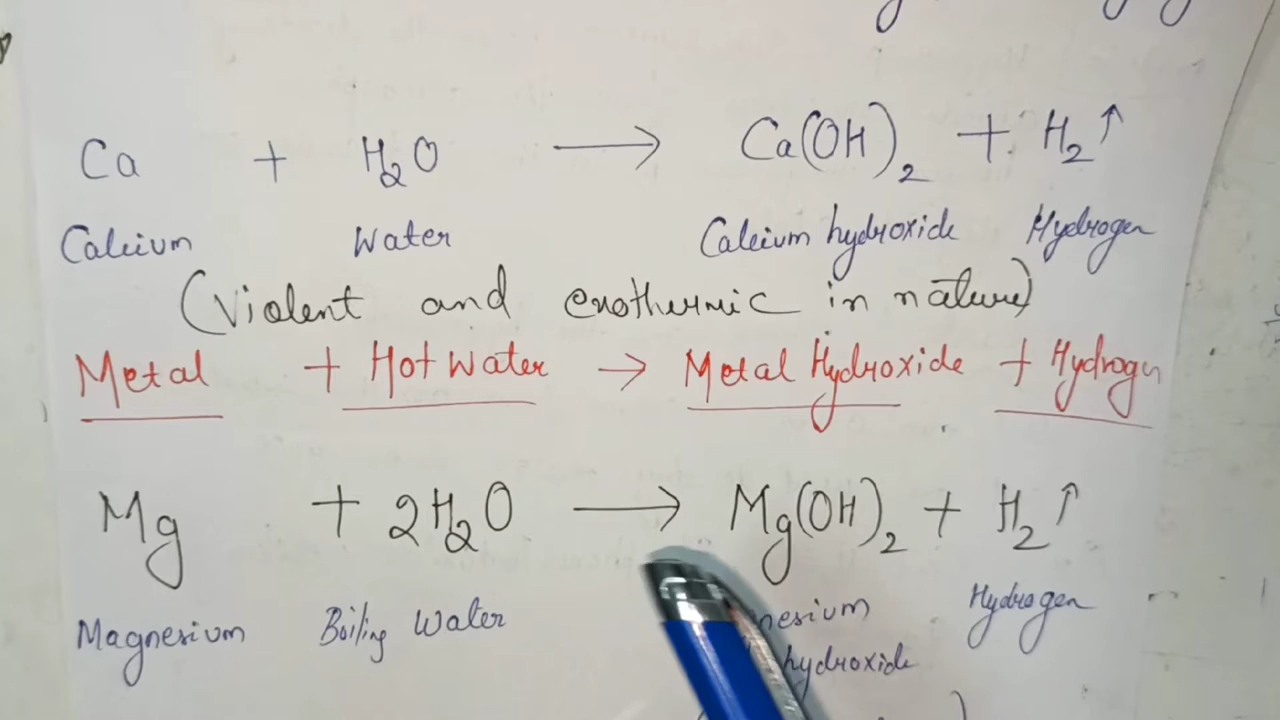 Ca + H₂O → Ca(OH)₂ + H₂↑
Calcium Water Calcium hydroxide Hydrogen
(Violent and exothermic in nature)
Metal + Hot Water → Metal Hydroxide + Hydrogen
Mg + 2H₂O → Mg(OH)₂ + H₂↑
Magnesium Boiling Water nesium Hydrogen
hydroxide